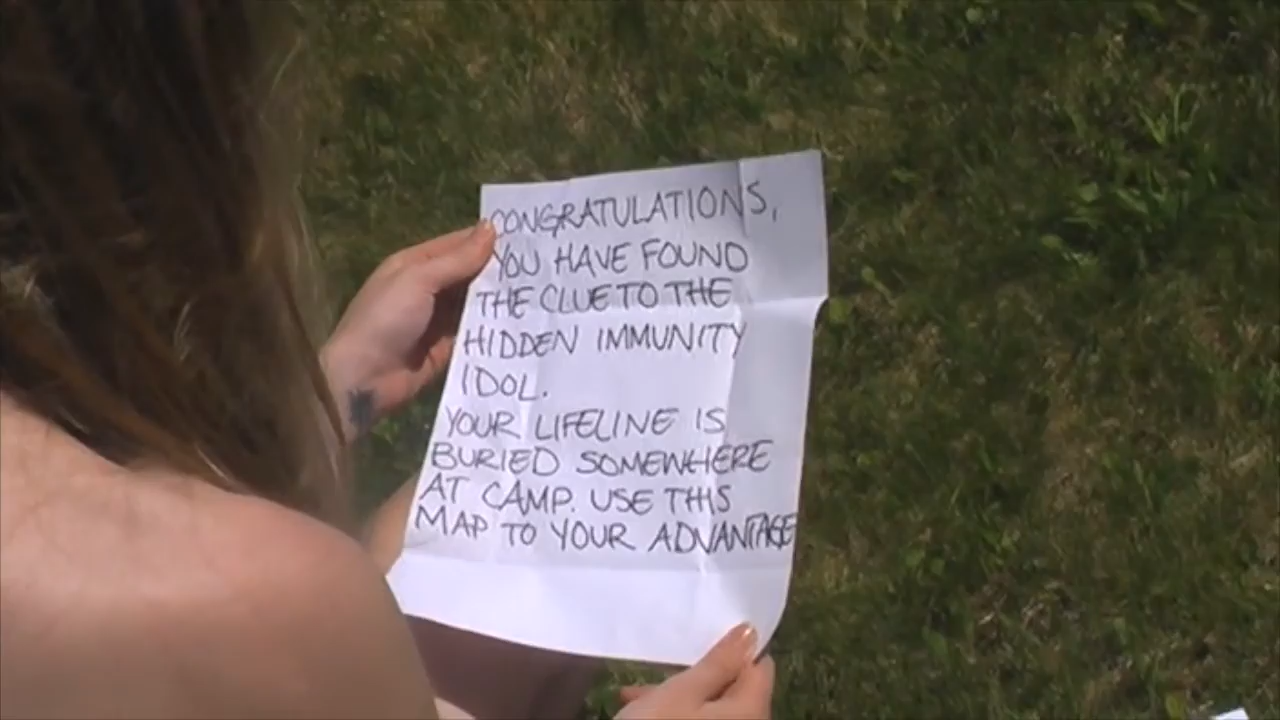 CONGRATULATIONS,
YOU HAVE FOUND
THE CLUE TO THE
HIDDEN IMMUNITY
IDOL.
YOUR LIFELINE IS
BURIED SOMEWHERE
AT CAMP. USE THIS
MAP TO YOUR ADVANTAGE